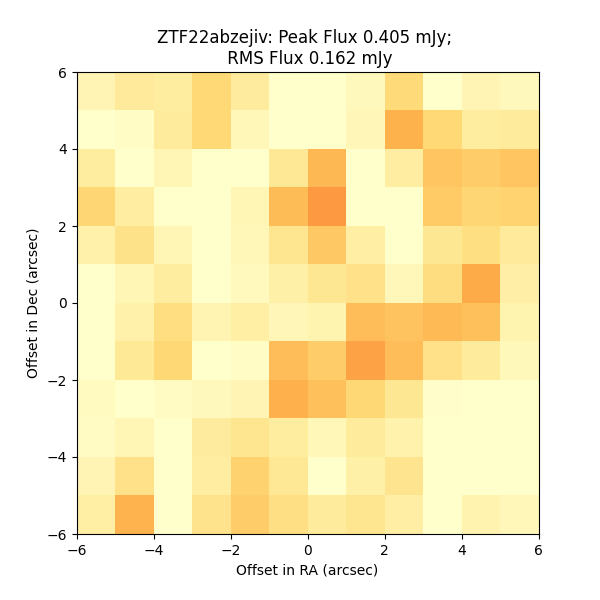 ZTF22abzejiv: Peak Flux 0.405 mJy;
RMS Flux 0.162 mJy
6
4
2
0
−2
−4
−6
Offset in Dec (arcsec)
−6 −4 −2 0 2 4 6
Offset in RA (arcsec)